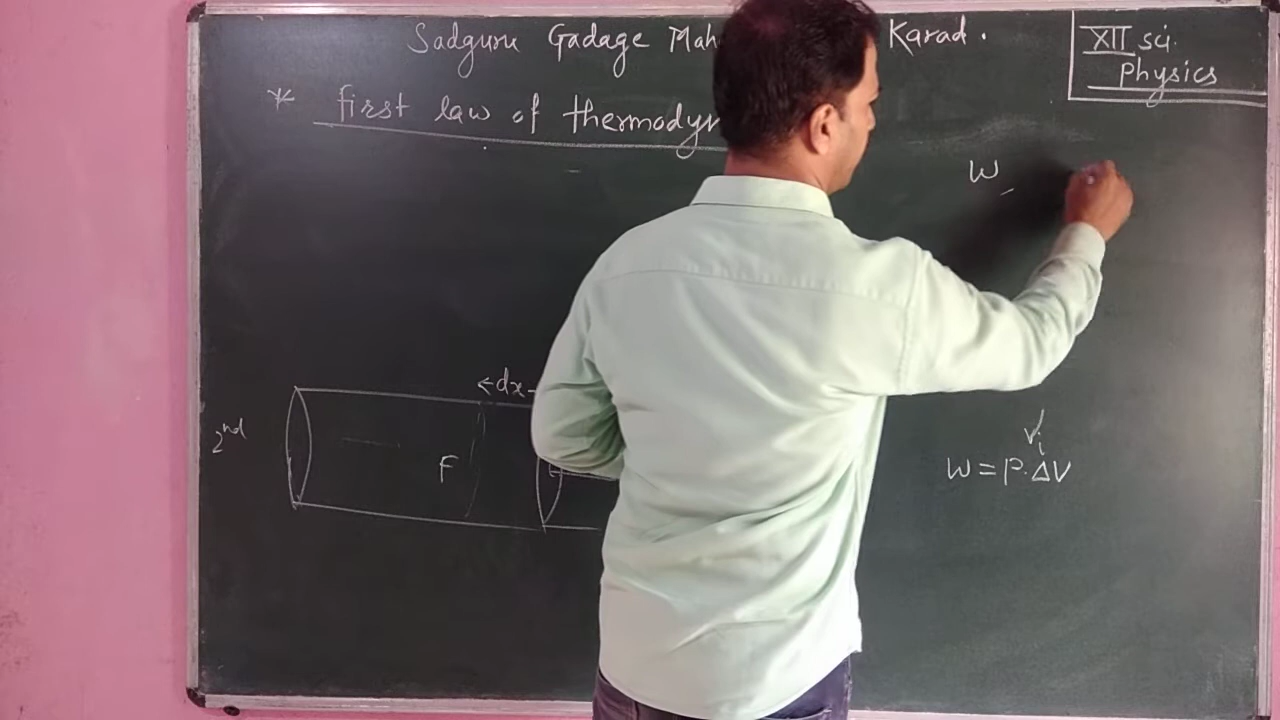 Sadguru Gadage Mah Karad.
XII sci.
Physics
* first law of thermodyn
W
←dx-
2nd
F
Vi
W = P.ΔV